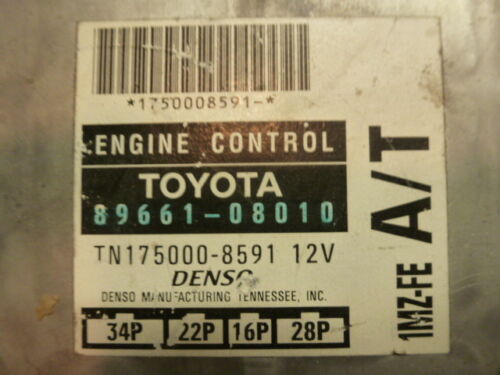 *1750008591-*
ENGINE CONTROL
TOYOTA
89661-08010
TN175000-8591 12V
DENSO
DENSO MANUFACTURING TENNESSEE, INC.
34P 22P 16P 28P
1MZ-FE A/T